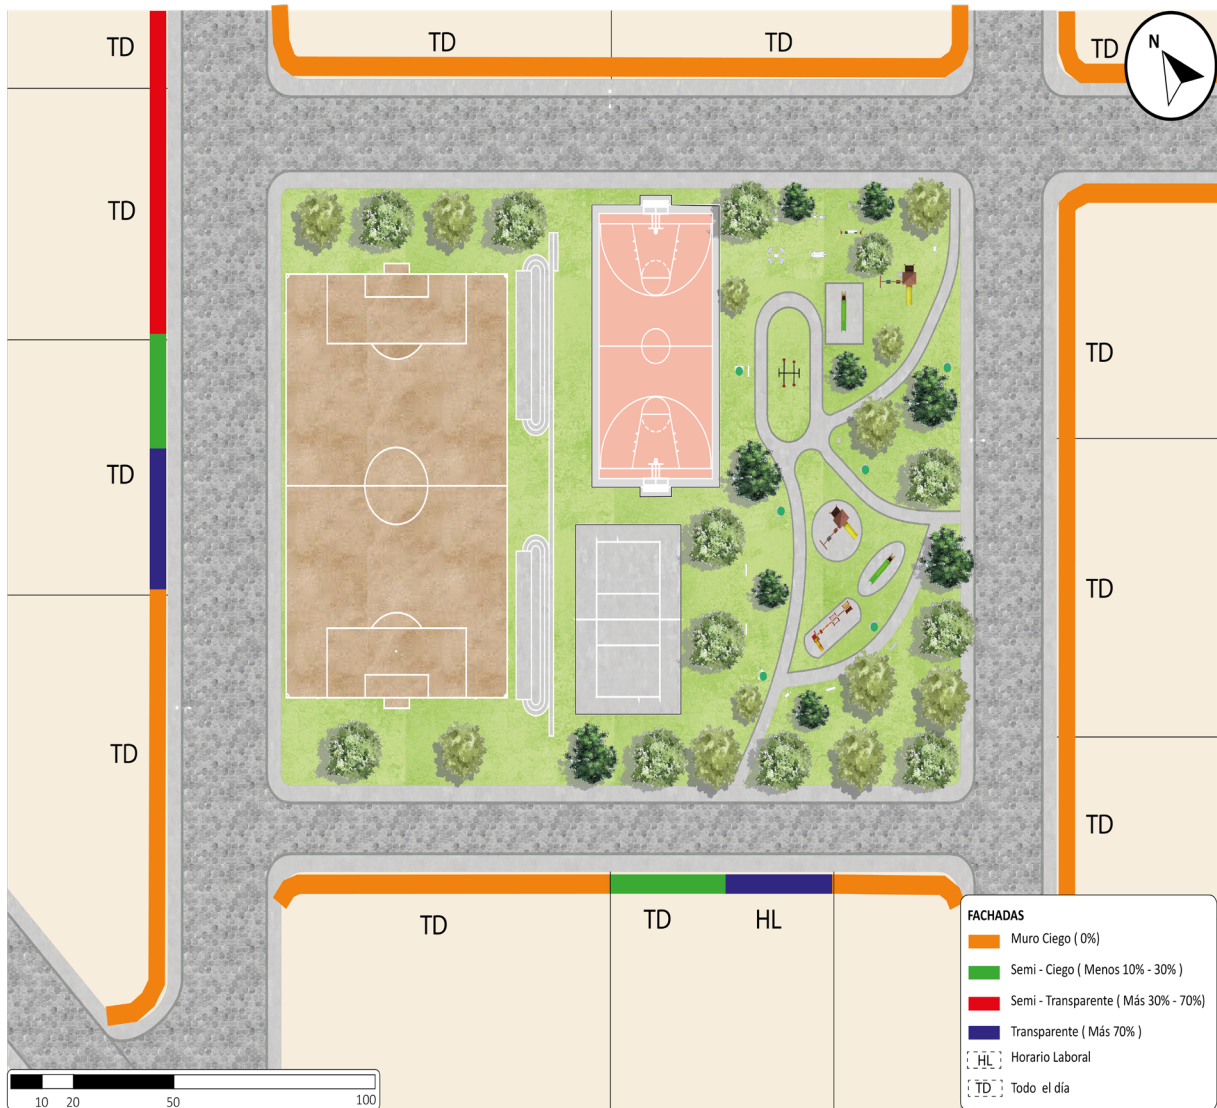 TD
TD
TD
TD
N
TD
TD
TD
TD
TD
TD
TD
TD
TD
HL
FACHADAS
Muro Ciego ( 0%)
Semi - Ciego ( Menos 10% - 30% )
Semi - Transparente ( Más 30% - 70%)
Transparente ( Más 70% )
HL Horario Laboral
TD Todo el día
10 20 50 100